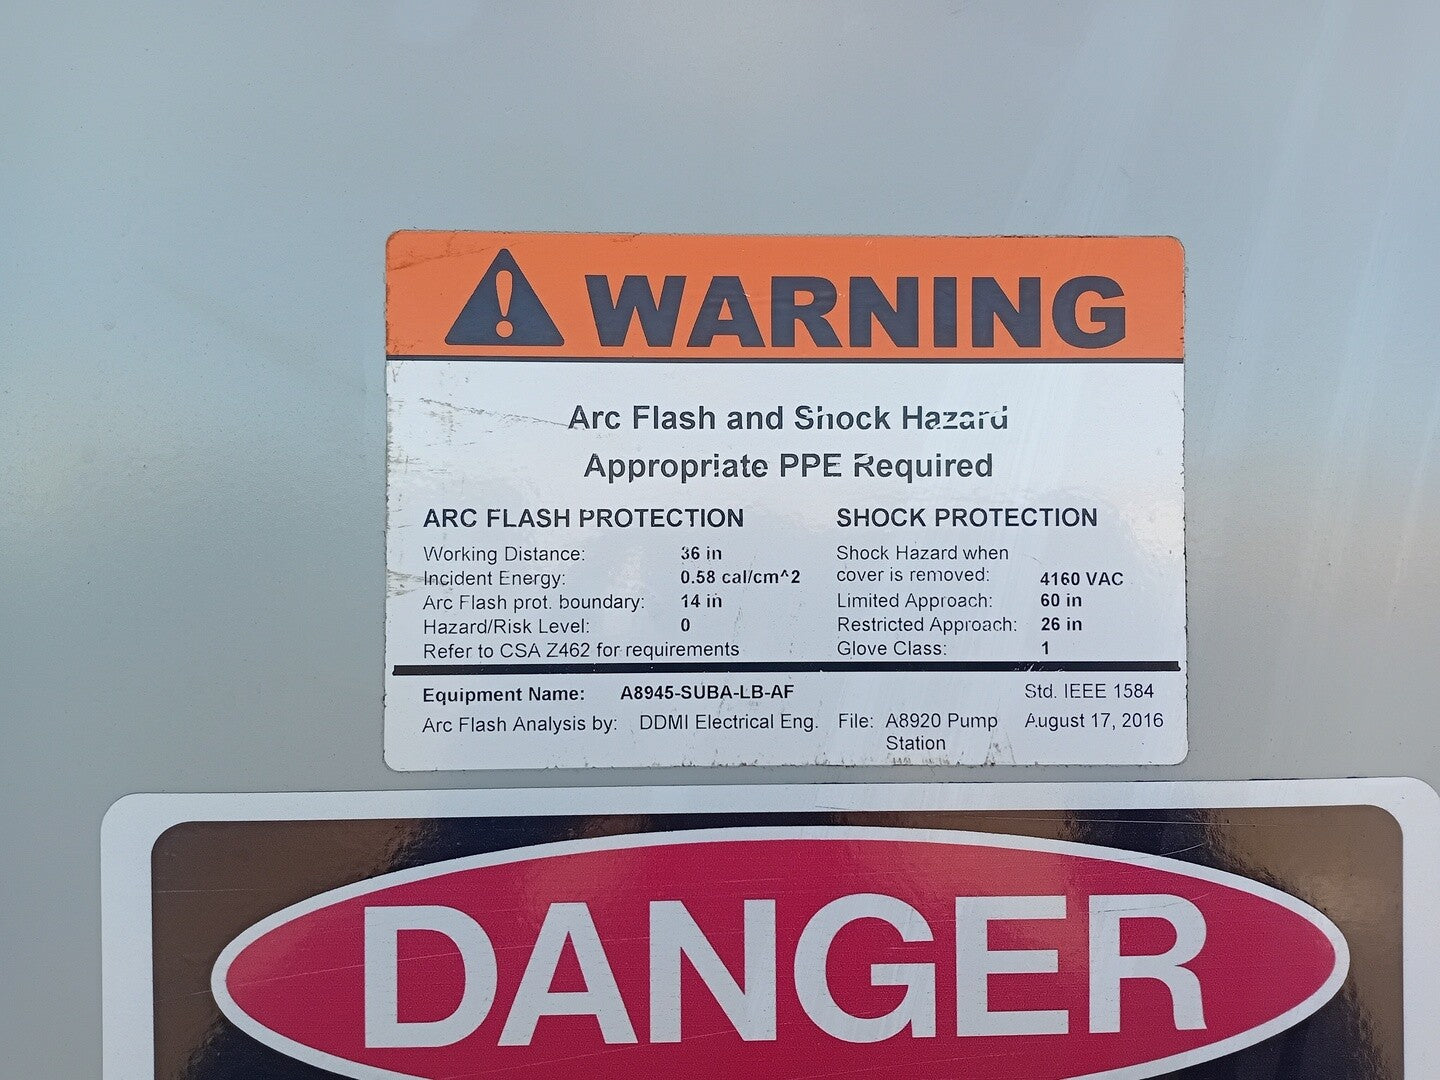 WARNING
Arc Flash and Shock Hazard
Appropriate PPE Required
ARC FLASH PROTECTION
Working Distance: 36 in
Incident Energy: 0.58 cal/cm^2
Arc Flash prot. boundary: 14 in
Hazard/Risk Level: 0
Refer to CSA Z462 for requirements
SHOCK PROTECTION
Shock Hazard when
cover is removed: 4160 VAC
Limited Approach: 60 in
Restricted Approach: 26 in
Glove Class: 1
Equipment Name: A8945-SUBA-LB-AF Std. IEEE 1584
Arc Flash Analysis by: DDMI Electrical Eng. File: A8920 Pump August 17, 2016
Station
DANGER